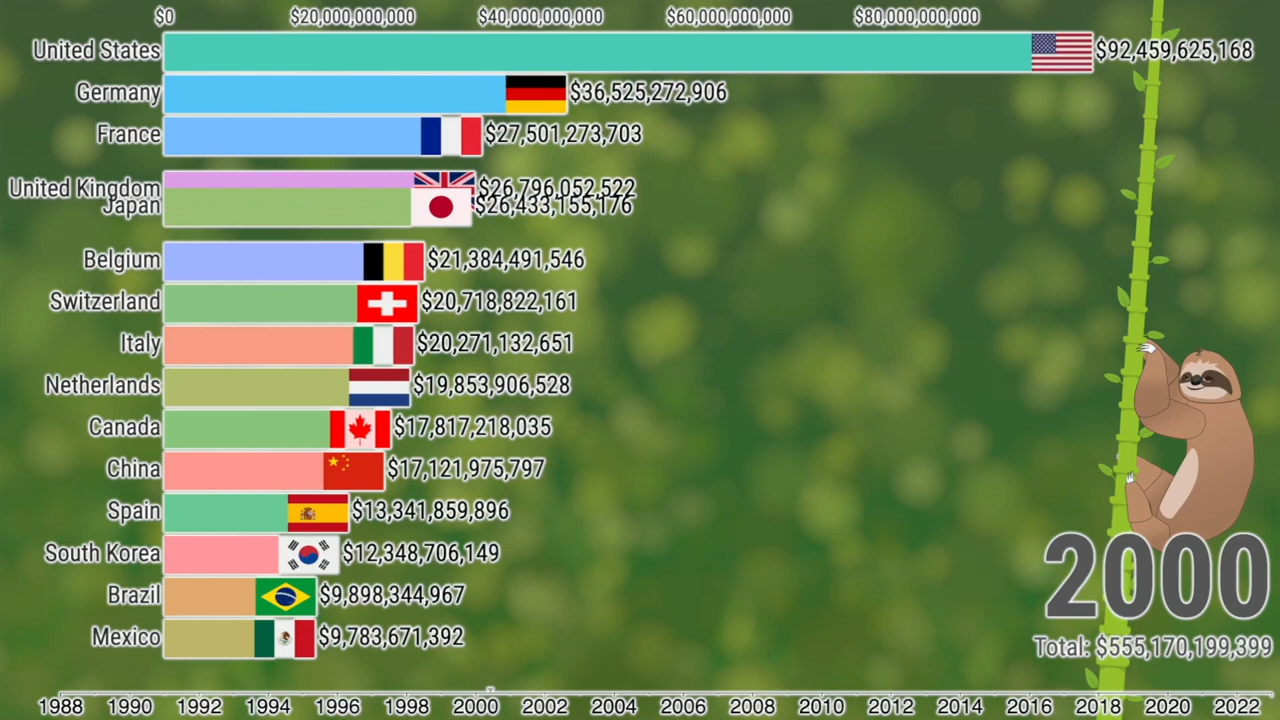 $0 $20,000,000,000 $40,000,000,000 $60,000,000,000 $80,000,000,000
United States $92,459,625,168
Germany $36,525,272,906
France $27,501,273,703
United Kingdom $26,796,052,522
Japan $26,433,155,176
Belgium $21,384,491,546
Switzerland $20,718,822,161
Italy $20,271,132,651
Netherlands $19,853,906,528
Canada $17,817,218,035
China $17,121,975,797
Spain $13,341,859,896
South Korea $12,348,706,149
Brazil $9,898,344,967
Mexico $9,783,671,392
2000
Total: $555,170,199,399
1988 1990 1992 1994 1996 1998 2000 2002 2004 2006 2008 2010 2012 2014 2016 2018 2020 2022